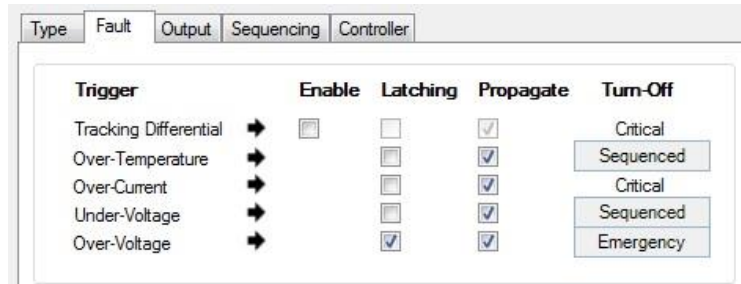 Type Fault Output Sequencing Controller
Trigger Enable Latching Propagate Turn-Off
Tracking Differential Critical
Over-Temperature Sequenced
Over-Current Critical
Under-Voltage Sequenced
Over-Voltage Emergency